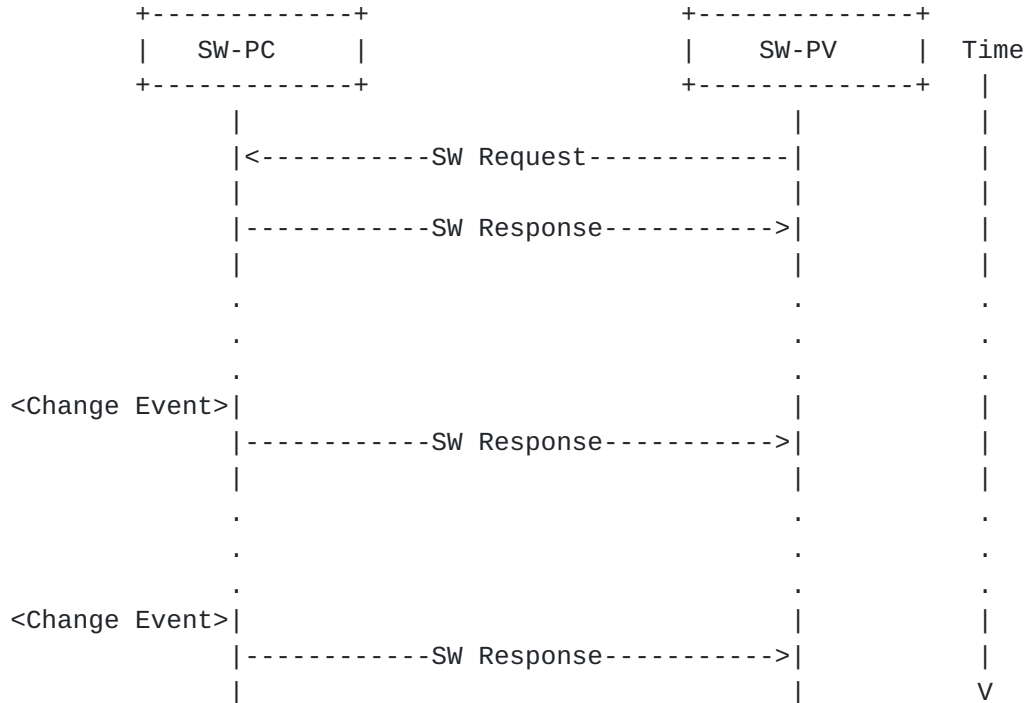 SW-PC SW-PV Time
SW Request
SW Response
<Change Event>
SW Response
<Change Event>
SW Response
V